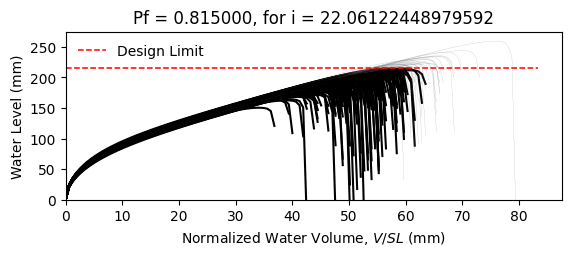 Pf = 0.815000, for i = 22.06122448979592
Design Limit
Water Level (mm)
250
200
150
100
50
0
0 10 20 30 40 50 60 70 80
Normalized Water Volume, V/SL (mm)